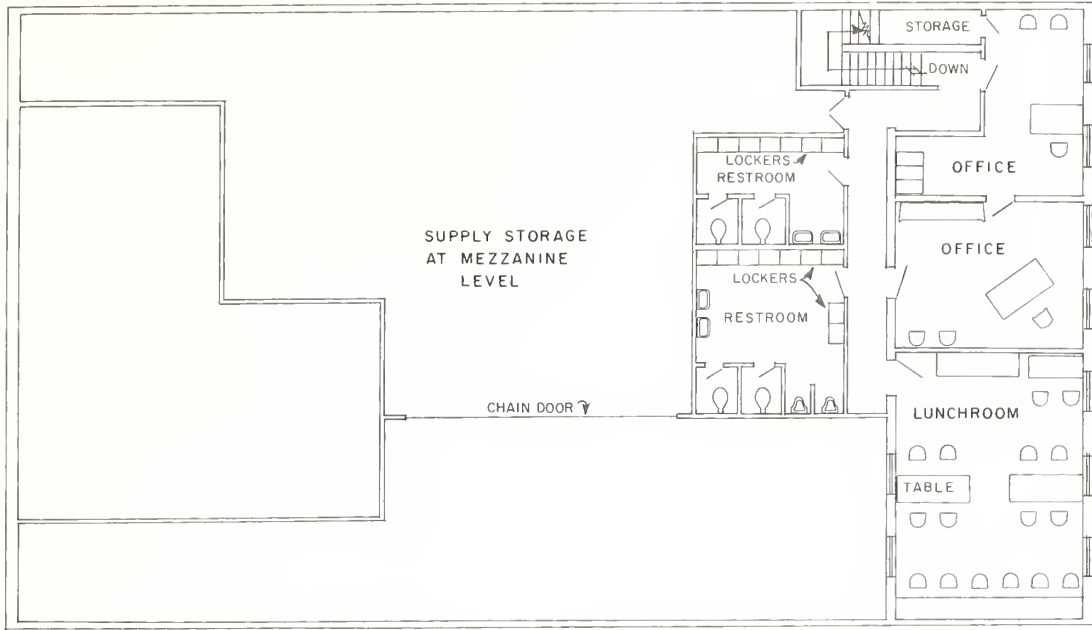 STORAGE
DOWN
LOCKERS
RESTROOM
OFFICE
SUPPLY STORAGE
AT MEZZANINE
LEVEL
OFFICE
LOCKERS
RESTROOM
CHAIN DOOR
LUNCHROOM
TABLE